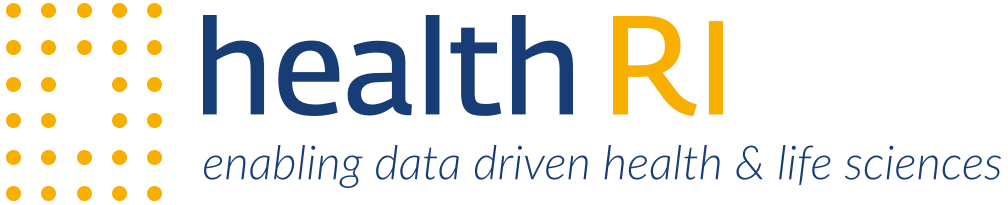 health RI
enabling data driven health & life sciences